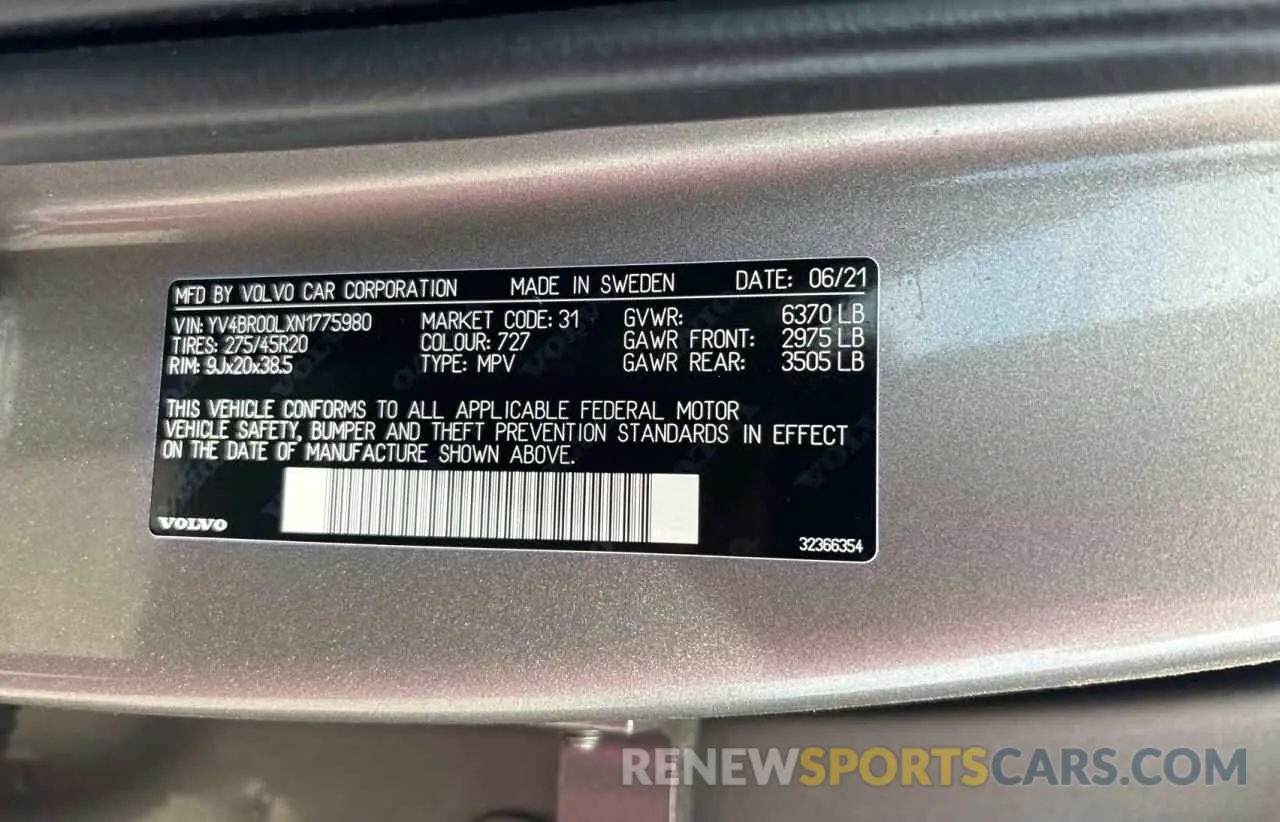 MFD BY VOLVO CAR CORPORATION MADE IN SWEDEN DATE: 06/21
VIN: YV4BR00LXN1775980 MARKET CODE: 31 GVWR: 6370 LB
TIRES: 275/45R20 COLOUR: 727 GAWR FRONT: 2975 LB
RIM: 9Jx20x38.5 TYPE: MPV GAWR REAR: 3505 LB
THIS VEHICLE CONFORMS TO ALL APPLICABLE FEDERAL MOTOR
VEHICLE SAFETY, BUMPER AND THEFT PREVENTION STANDARDS IN EFFECT
ON THE DATE OF MANUFACTURE SHOWN ABOVE.
VOLVO
32366354
RENEWSPORTSCARS.COM